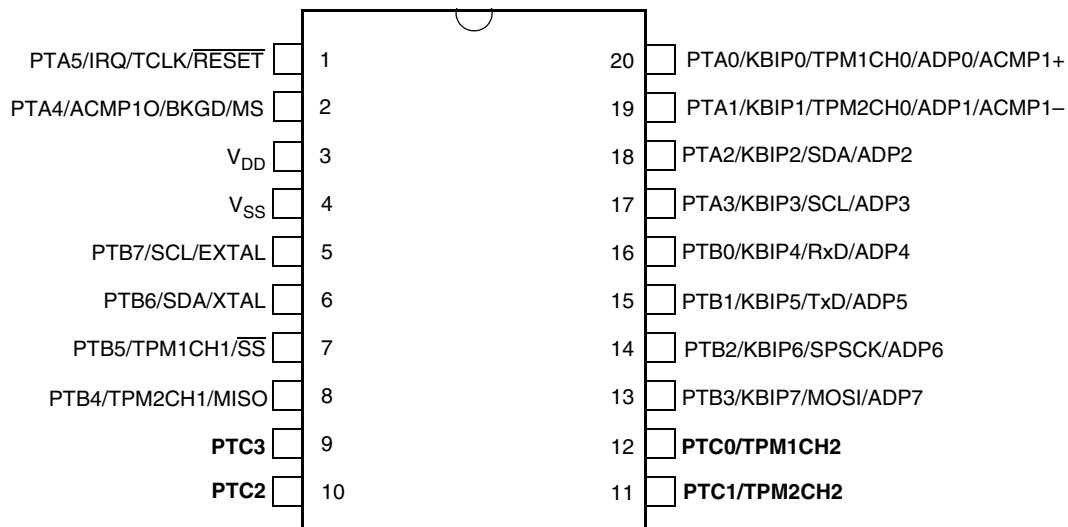 PTA5/IRQ/TCLK/RESET 1 20 PTA0/KBIP0/TPM1CH0/ADP0/ACMP1+
PTA4/ACMP1O/BKGD/MS 2 19 PTA1/KBIP1/TPM2CH0/ADP1/ACMP1–
VDD 3 18 PTA2/KBIP2/SDA/ADP2
VSS 4 17 PTA3/KBIP3/SCL/ADP3
PTB7/SCL/EXTAL 5 16 PTB0/KBIP4/RxD/ADP4
PTB6/SDA/XTAL 6 15 PTB1/KBIP5/TxD/ADP5
PTB5/TPM1CH1/SS 7 14 PTB2/KBIP6/SPSCK/ADP6
PTB4/TPM2CH1/MISO 8 13 PTB3/KBIP7/MOSI/ADP7
PTC3 9 12 PTC0/TPM1CH2
PTC2 10 11 PTC1/TPM2CH2